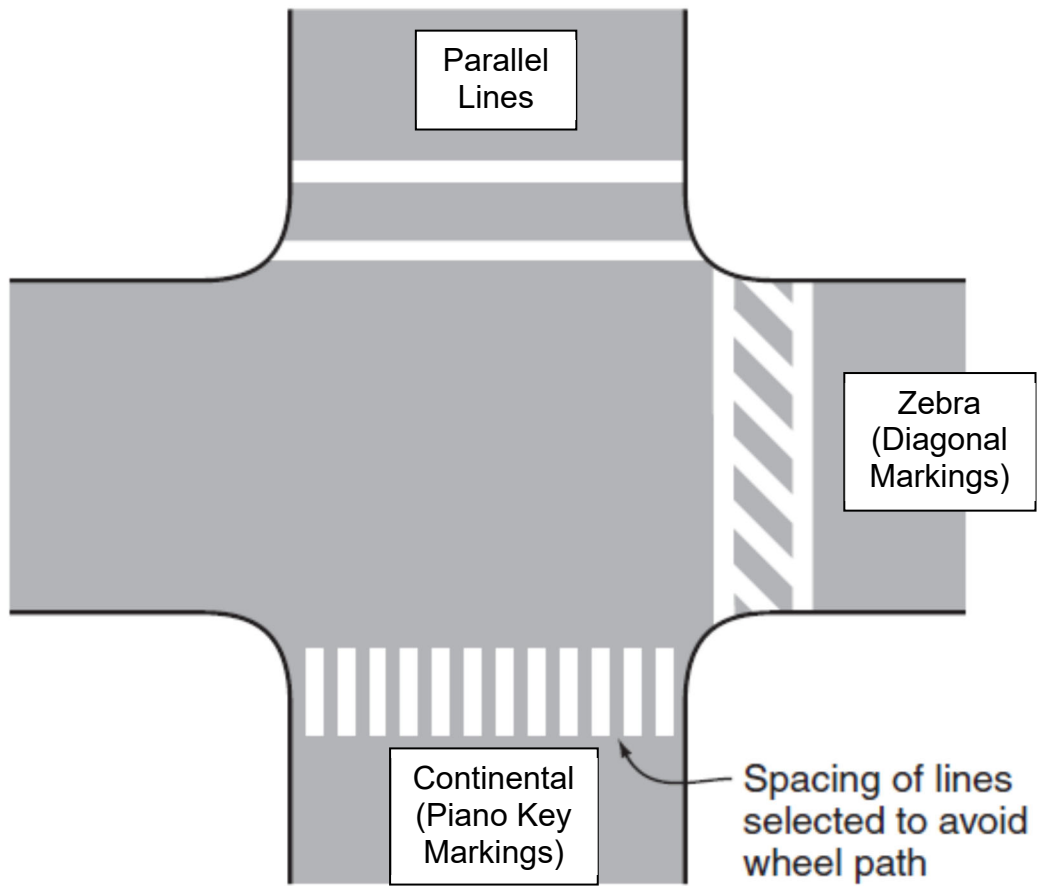 Parallel
Lines
Zebra
(Diagonal
Markings)
Continental
(Piano Key
Markings)
Spacing of lines
selected to avoid
wheel path